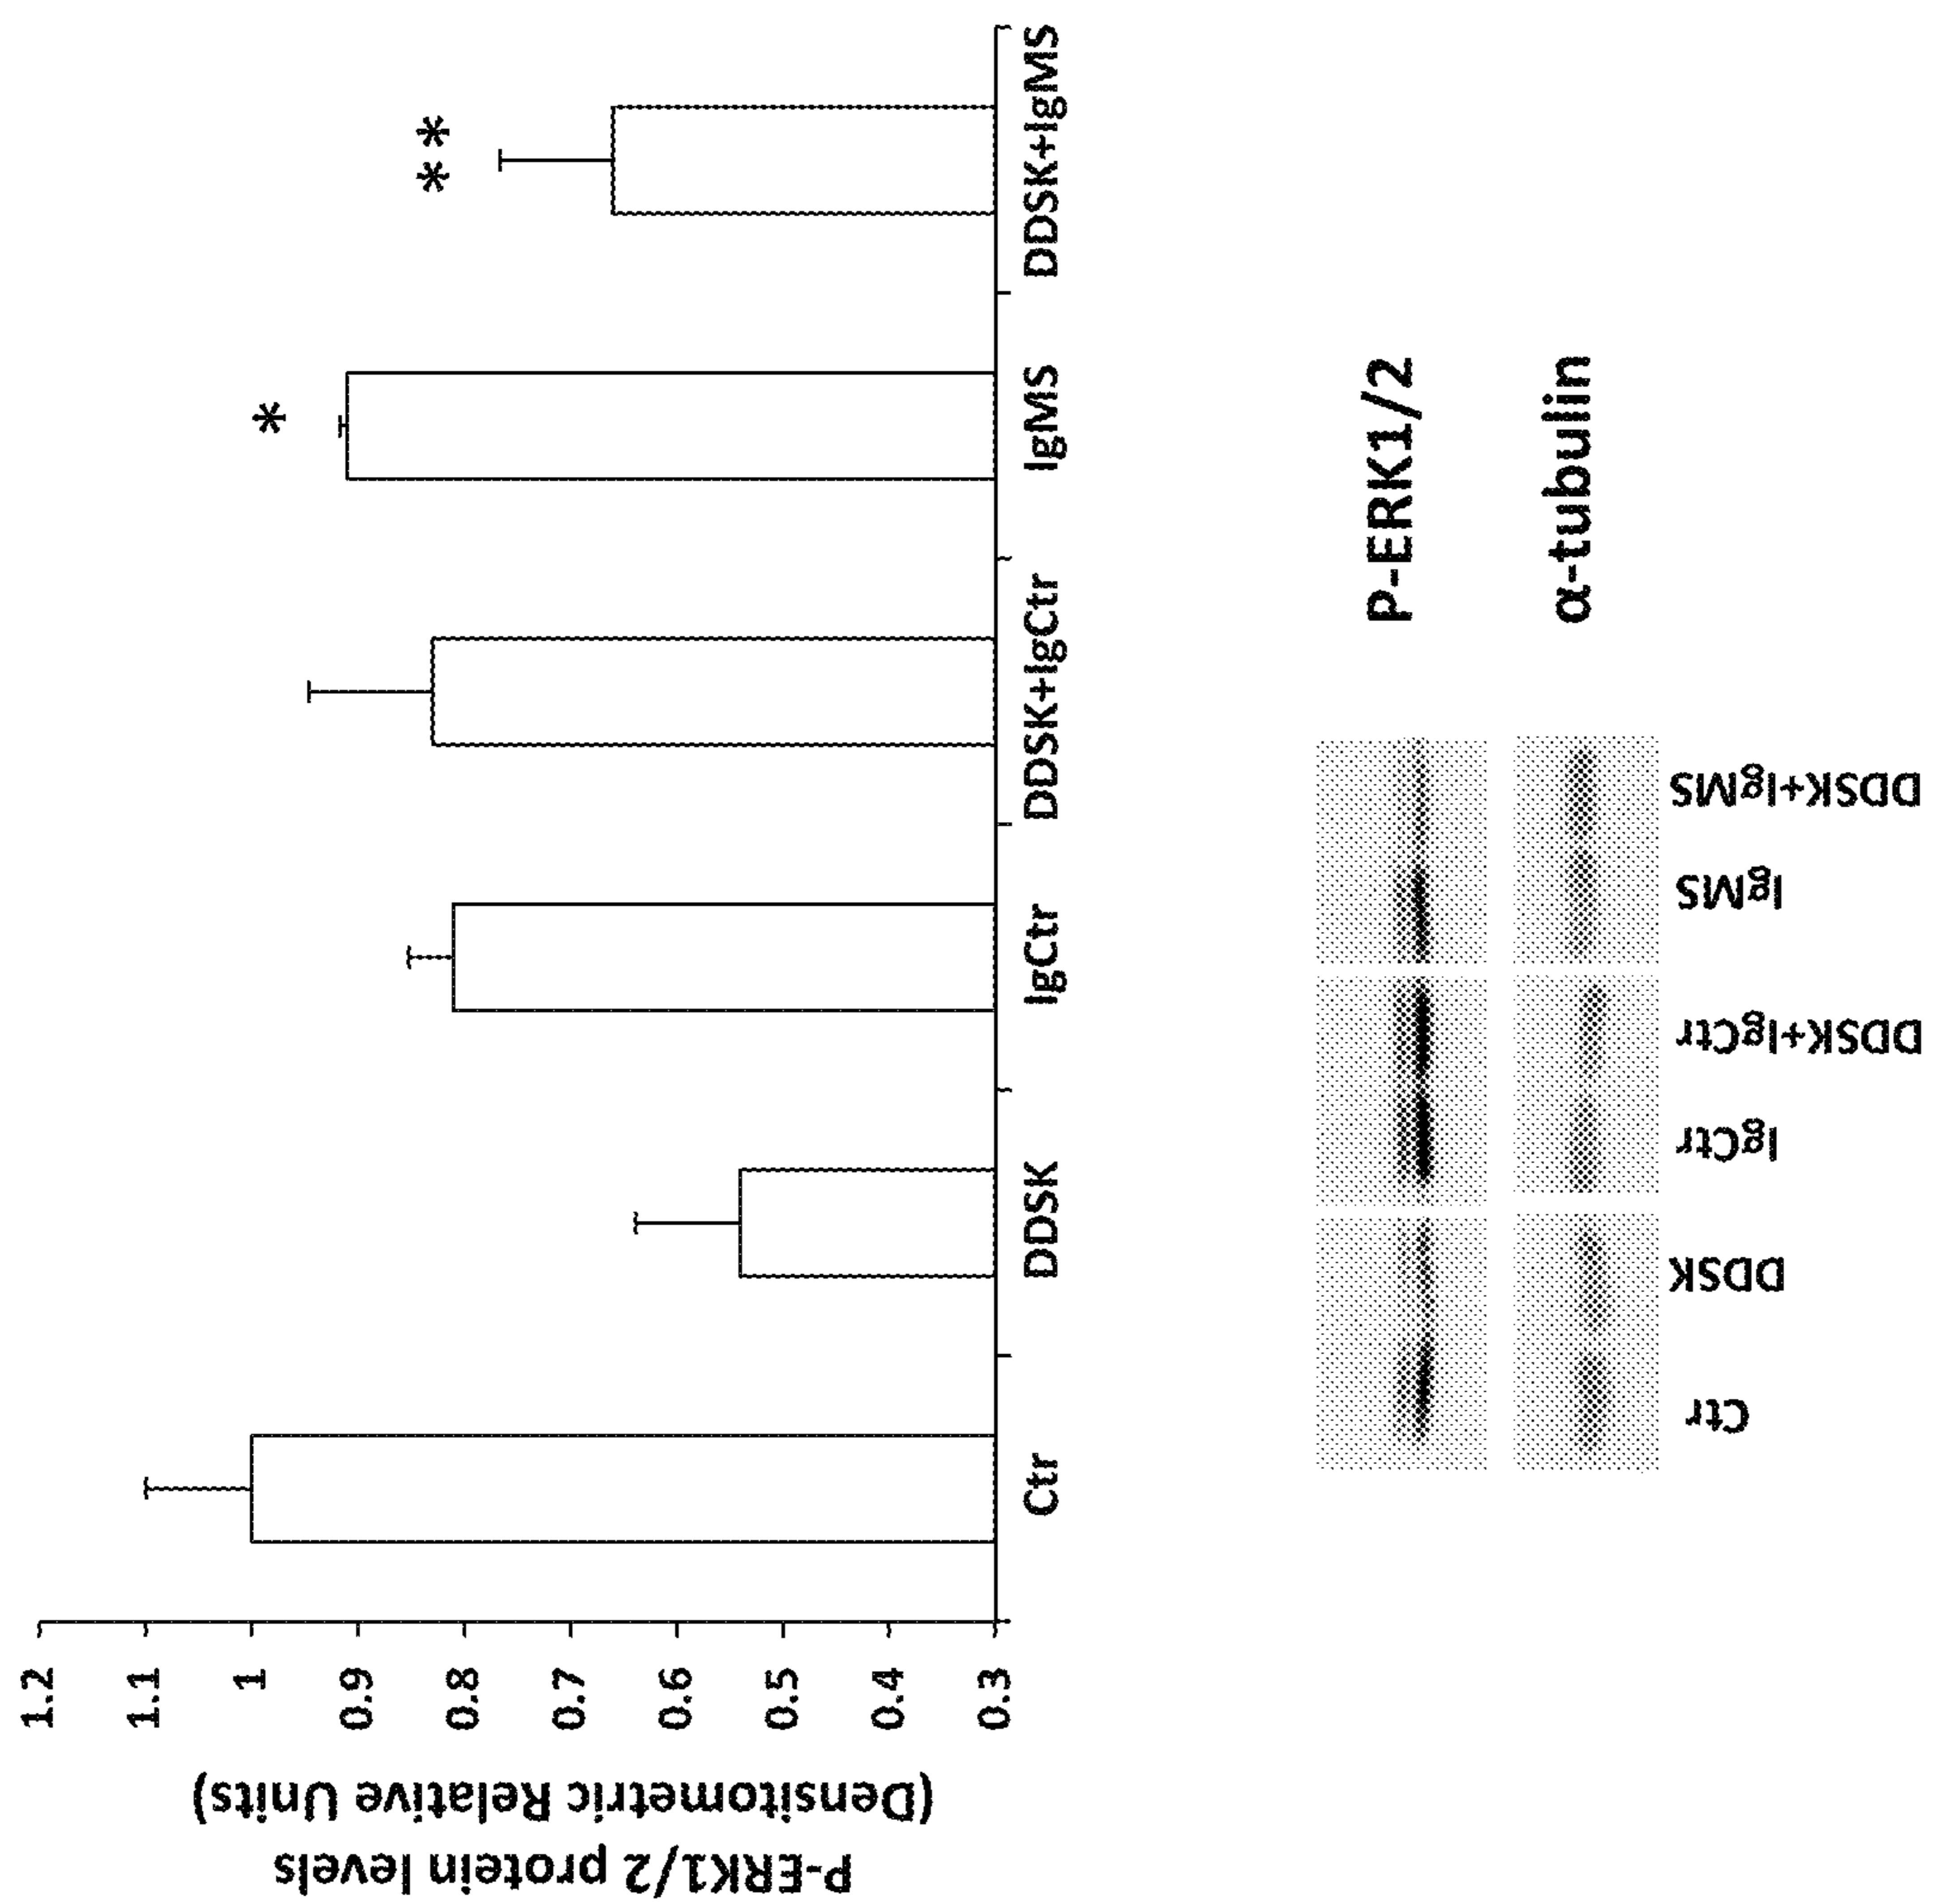 P-ERK1/2 protein levels
(Densitometric Relative Units)
1.2
1.1
1
0.9
0.8
0.7
0.6
0.5
0.4
0.3
*
**
Ctr
DDSK
IgCtr
DDSK+IgCtr
IgMS
DDSK+IgMS
P-ERK1/2
α-tubulin
Ctr
DDSK
IgCtr
DDSK+IgCtr
IgMS
DDSK+IgMS